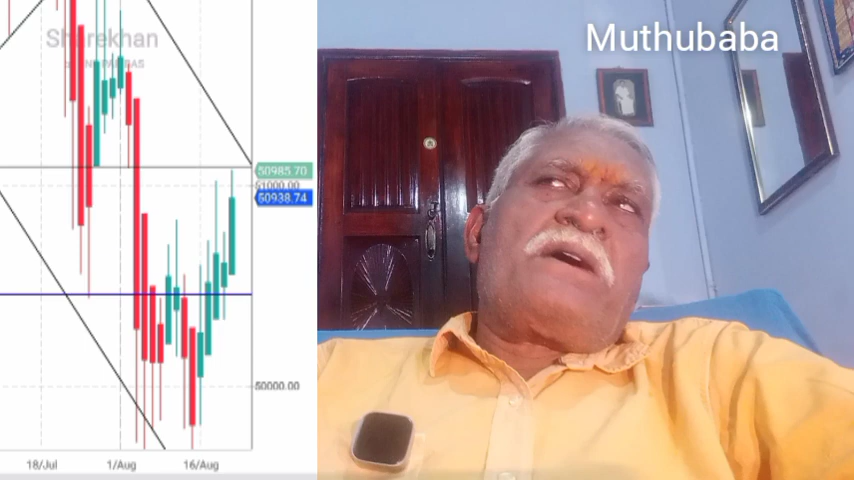 Sharekhan
Muthubaba
50985.70
51000.00
50938.74
50000.00
18/Jul
1/Aug
16/Aug